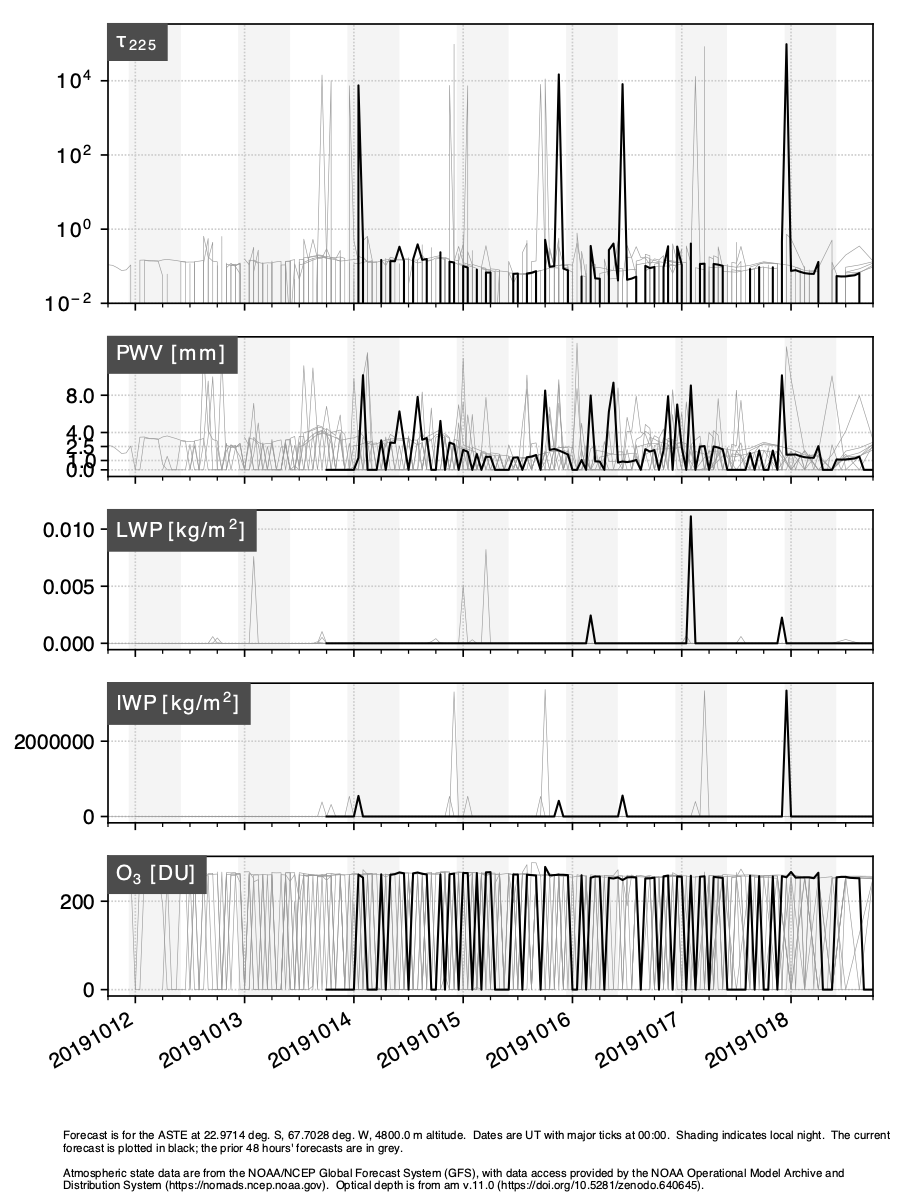 τ225
10⁴
10²
10⁰
10⁻²
PWV [mm]
8.0
4.0
2.5
1.0
0.0
LWP [kg/m²]
0.010
0.005
0.000
IWP [kg/m²]
2000000
0
O₃ [DU]
200
0
20191012
20191013
20191014
20191015
20191016
20191017
20191018
Forecast is for the ASTE at 22.9714 deg. S, 67.7028 deg. W, 4800.0 m altitude.  Dates are UT with major ticks at 00:00.  Shading indicates local night.  The current
forecast is plotted in black; the prior 48 hours' forecasts are in grey.
Atmospheric state data are from the NOAA/NCEP Global Forecast System (GFS), with data access provided by the NOAA Operational Model Archive and
Distribution System (https://nomads.ncep.noaa.gov).  Optical depth is from am v.11.0 (https://doi.org/10.5281/zenodo.640645).